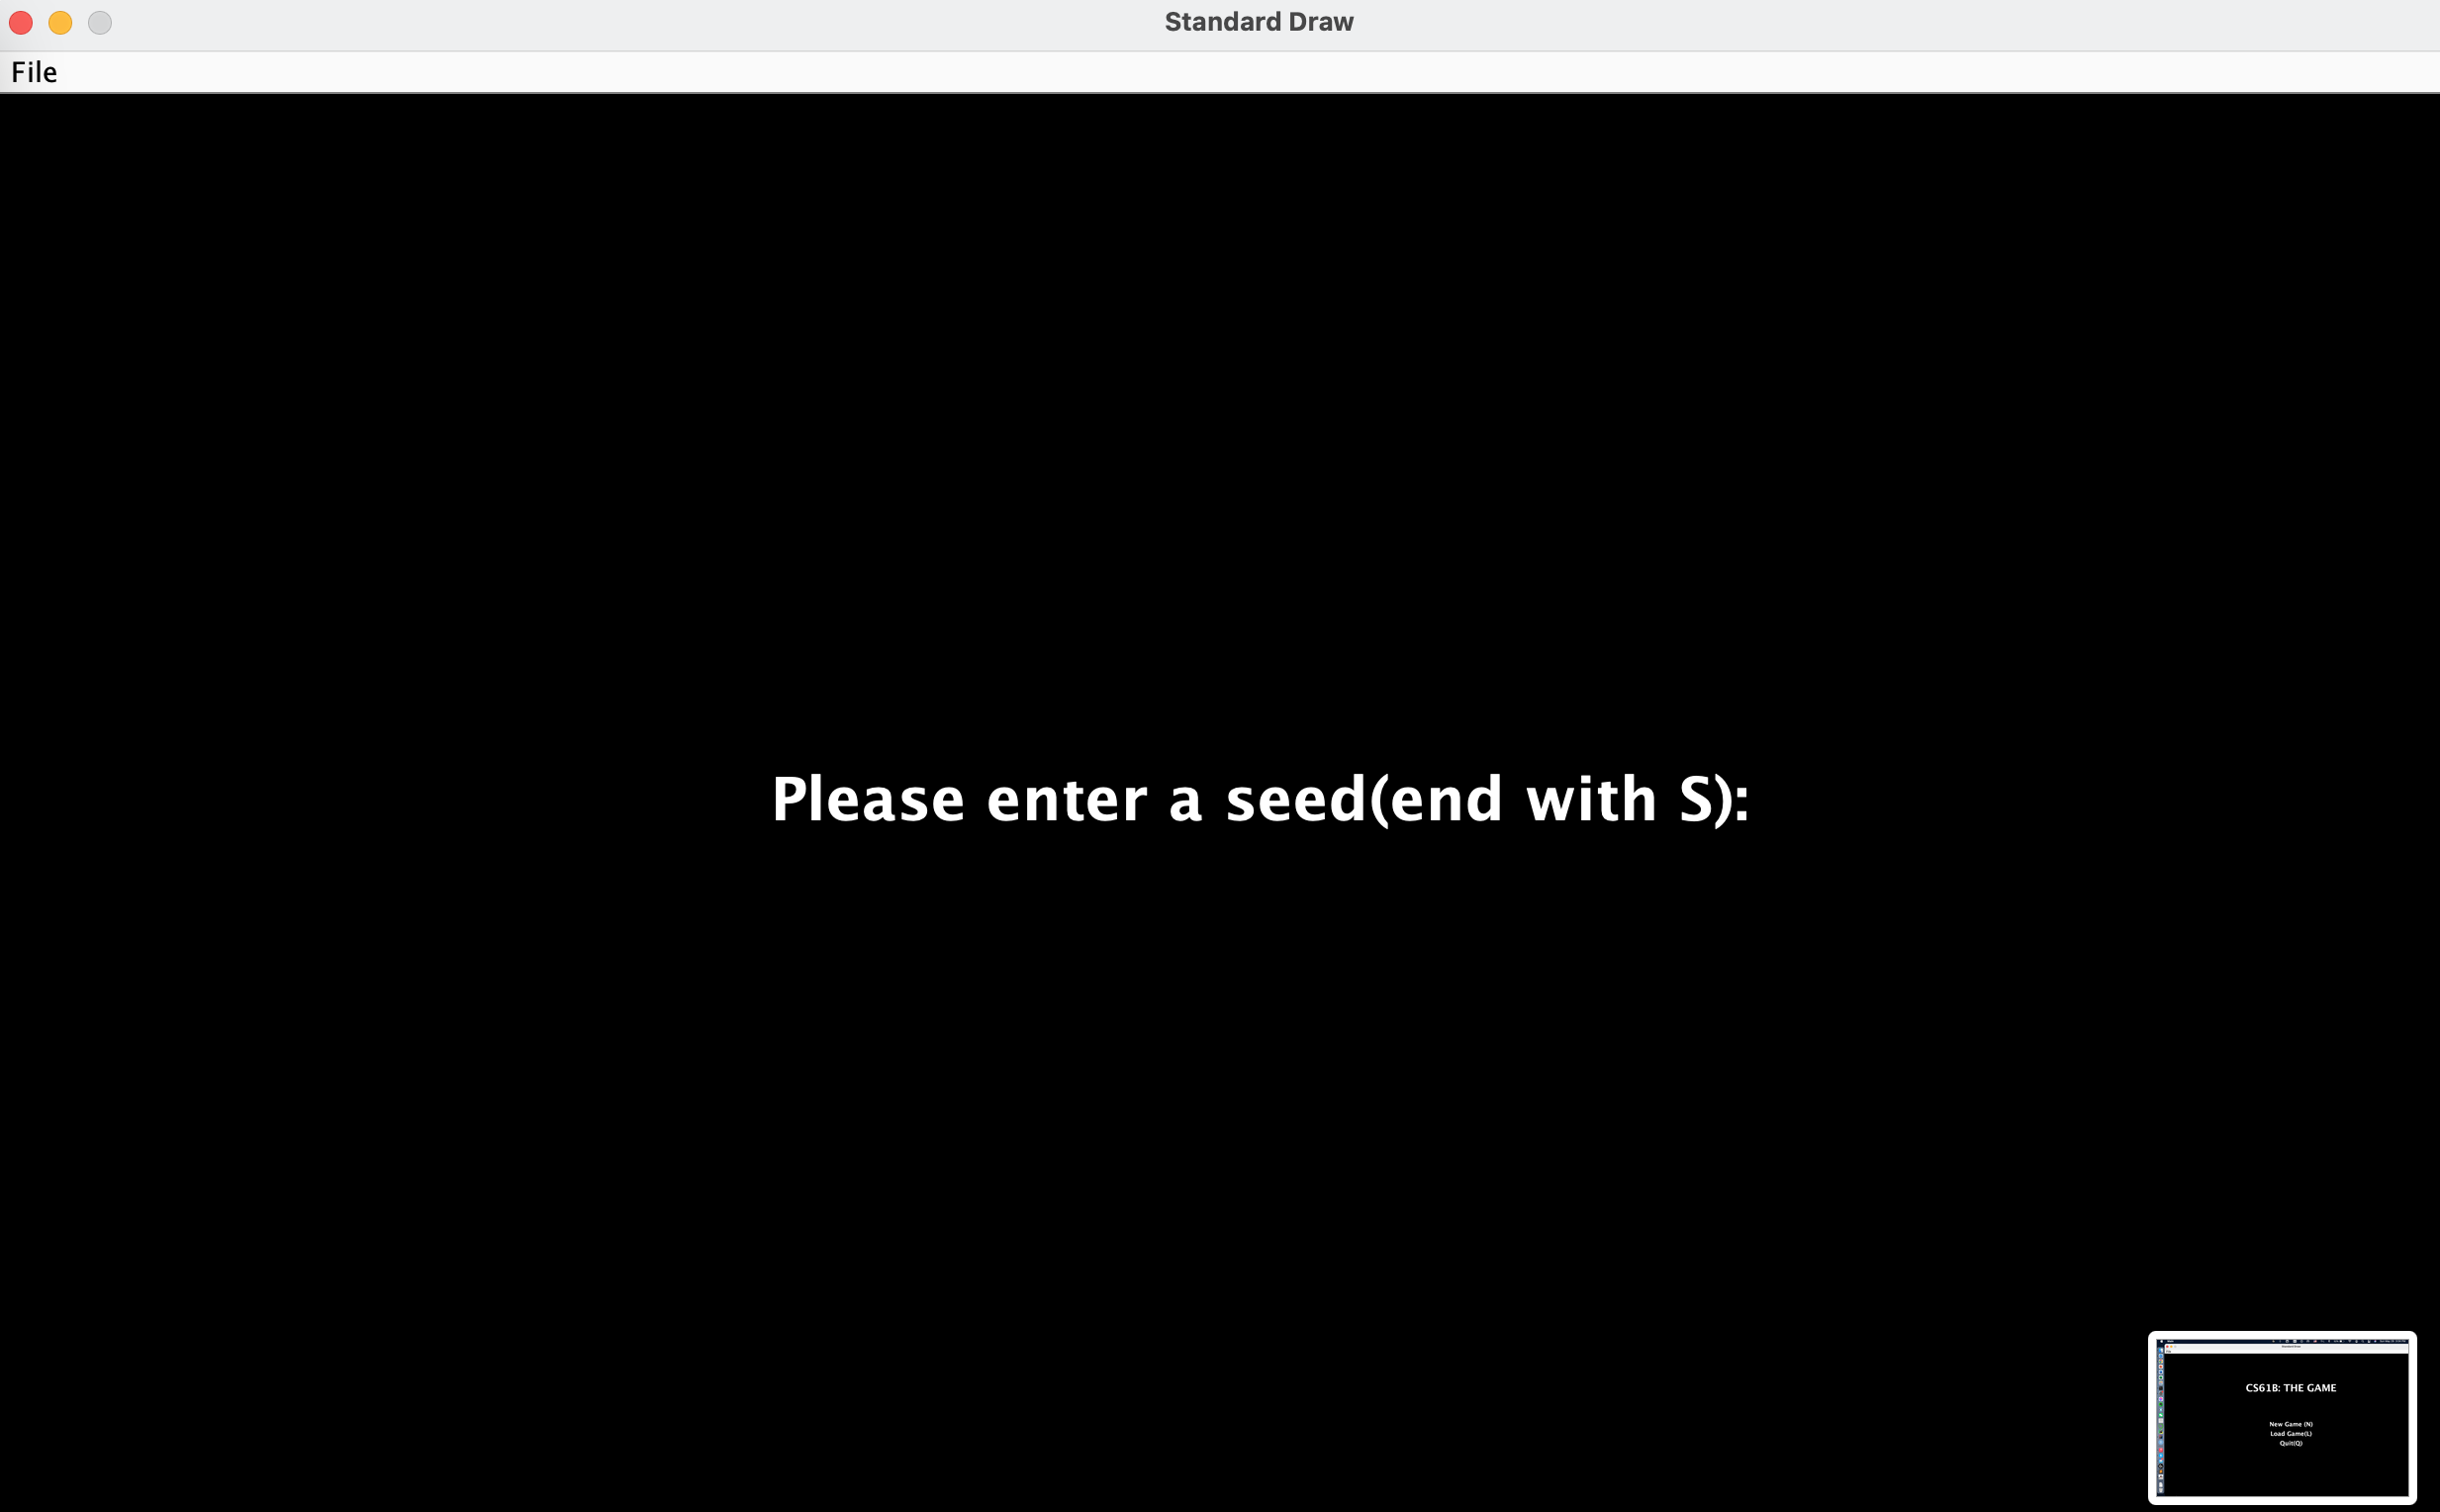 Standard Draw
File
Please enter a seed(end with S):
CS61B: THE GAME
New Game (N)
Load Game(L)
Quit(Q)